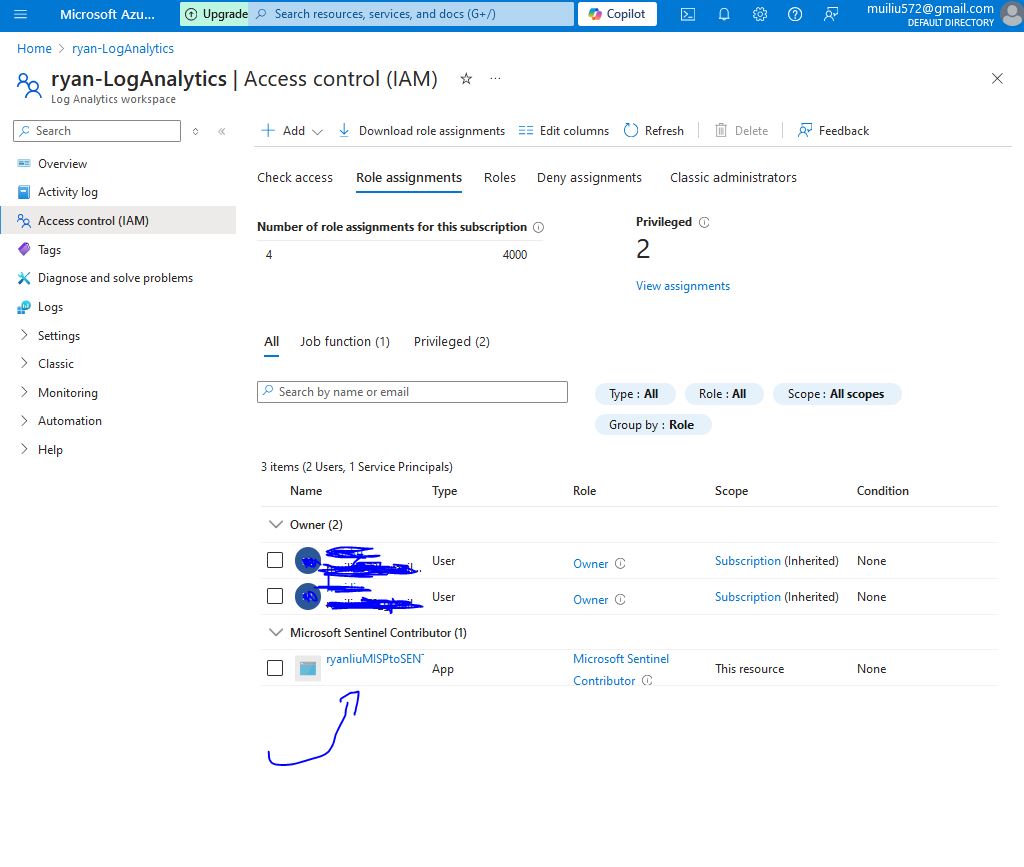 Microsoft Azu...
Upgrade
Search resources, services, and docs (G+/)
Copilot
muiliu572@gmail.com
DEFAULT DIRECTORY
Home > ryan-LogAnalytics
ryan-LogAnalytics | Access control (IAM)
Log Analytics workspace
Search
Overview
Activity log
Access control (IAM)
Tags
Diagnose and solve problems
Logs
Settings
Classic
Monitoring
Automation
Help
Add
Download role assignments
Edit columns
Refresh
Delete
Feedback
Check access
Role assignments
Roles
Deny assignments
Classic administrators
Number of role assignments for this subscription
4
4000
Privileged
2
View assignments
All
Job function (1)
Privileged (2)
Search by name or email
Type : All
Role : All
Scope : All scopes
Group by : Role
3 items (2 Users, 1 Service Principals)
Name Type Role Scope Condition
Owner (2)
User Owner Subscription (Inherited) None
User Owner Subscription (Inherited) None
Microsoft Sentinel Contributor (1)
ryanliuMISPtoSENT App Microsoft Sentinel Contributor This resource None